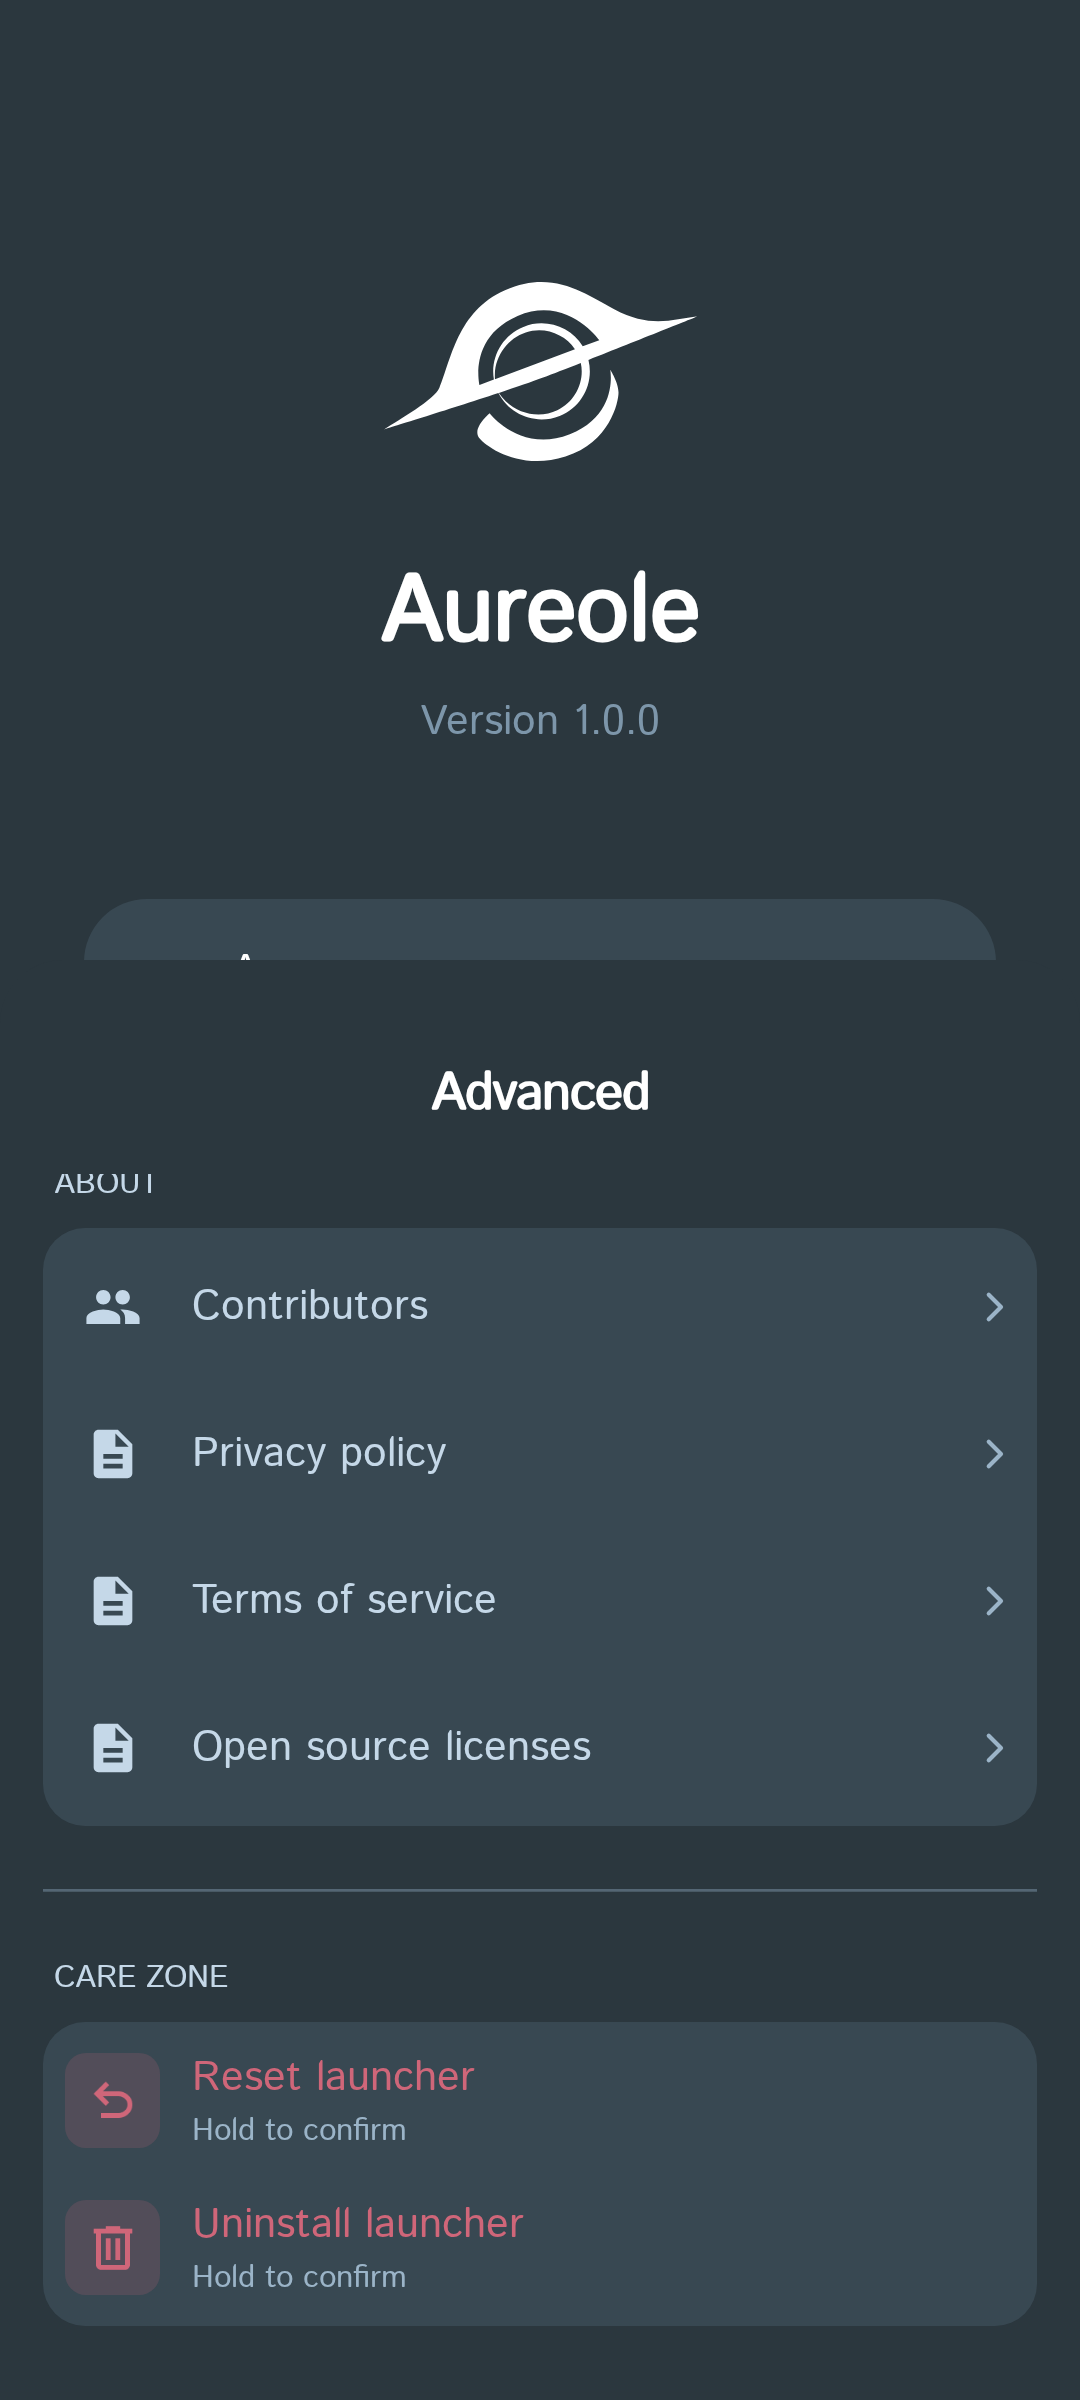 Aureole
Version 1.0.0
Advanced
ABOUT
Contributors
Privacy policy
Terms of service
Open source licenses
CARE ZONE
Reset launcher
Hold to confirm
Uninstall launcher
Hold to confirm